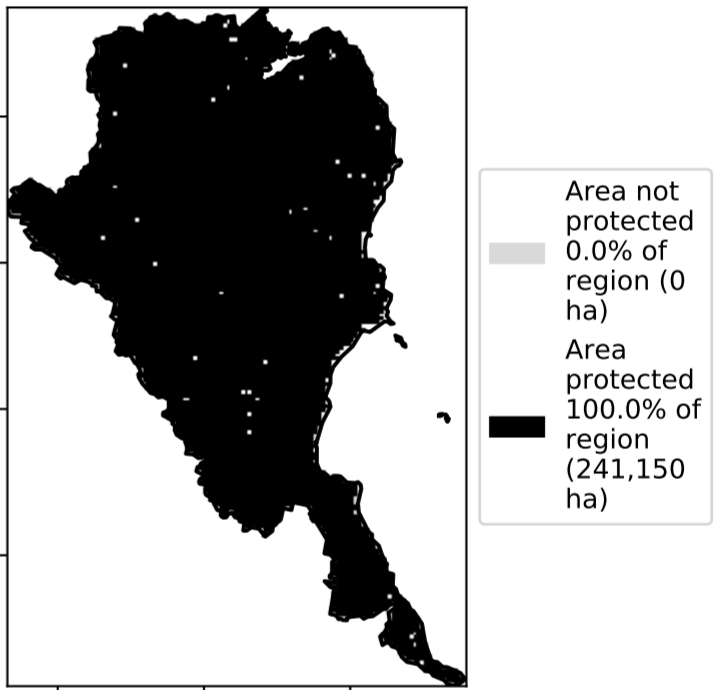 Area not
protected
0.0% of
region (0
ha)
Area
protected
100.0% of
region
(241,150
ha)